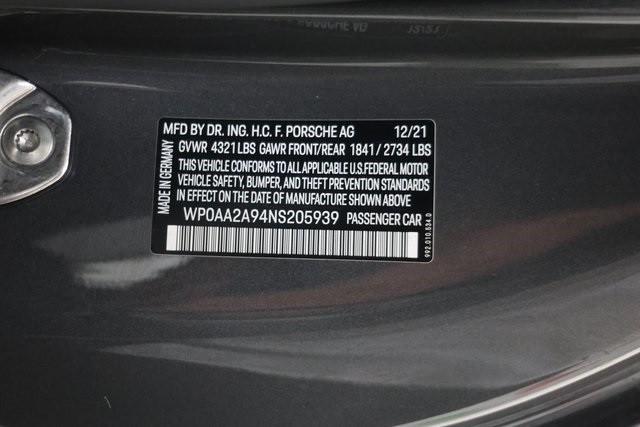 MFD BY DR. ING. H.C. F. PORSCHE AG 12/21
GVWR 4321 LBS GAWR FRONT/REAR 1841 / 2734 LBS
THIS VEHICLE CONFORMS TO ALL APPLICABLE U.S.FEDERAL MOTOR
VEHICLE SAFETY, BUMPER, AND THEFT PREVENTION STANDARDS
IN EFFECT ON THE DATE OF MANUFACTURE SHOWN ABOVE.
WP0AA2A94NS205939 PASSENGER CAR
MADE IN GERMANY
992.010.534.0